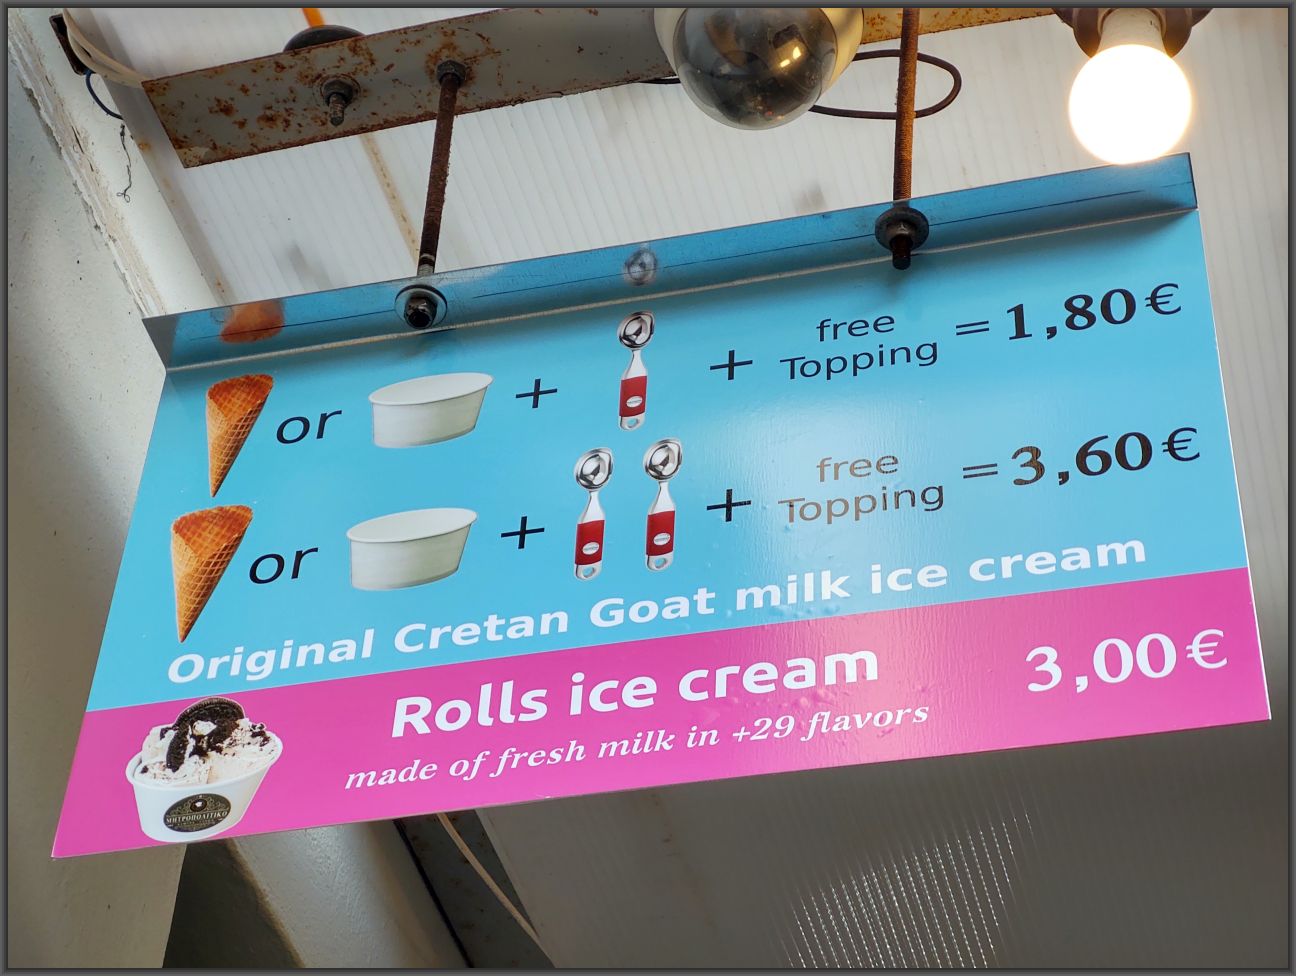 or + + free Topping = 1,80€
or + + free Topping = 3,60€
Original Cretan Goat milk ice cream
Rolls ice cream 3,00€
made of fresh milk in +29 flavors
ΜΗΤΡΟΠΟΛΙΤΙΚΟ